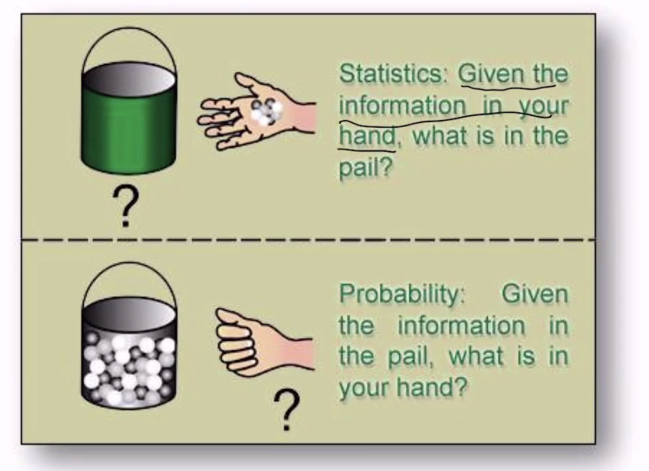 Statistics: Given the
information in your
hand, what is in the
pail?
?
Probability: Given
the information in
the pail, what is in
your hand?
?